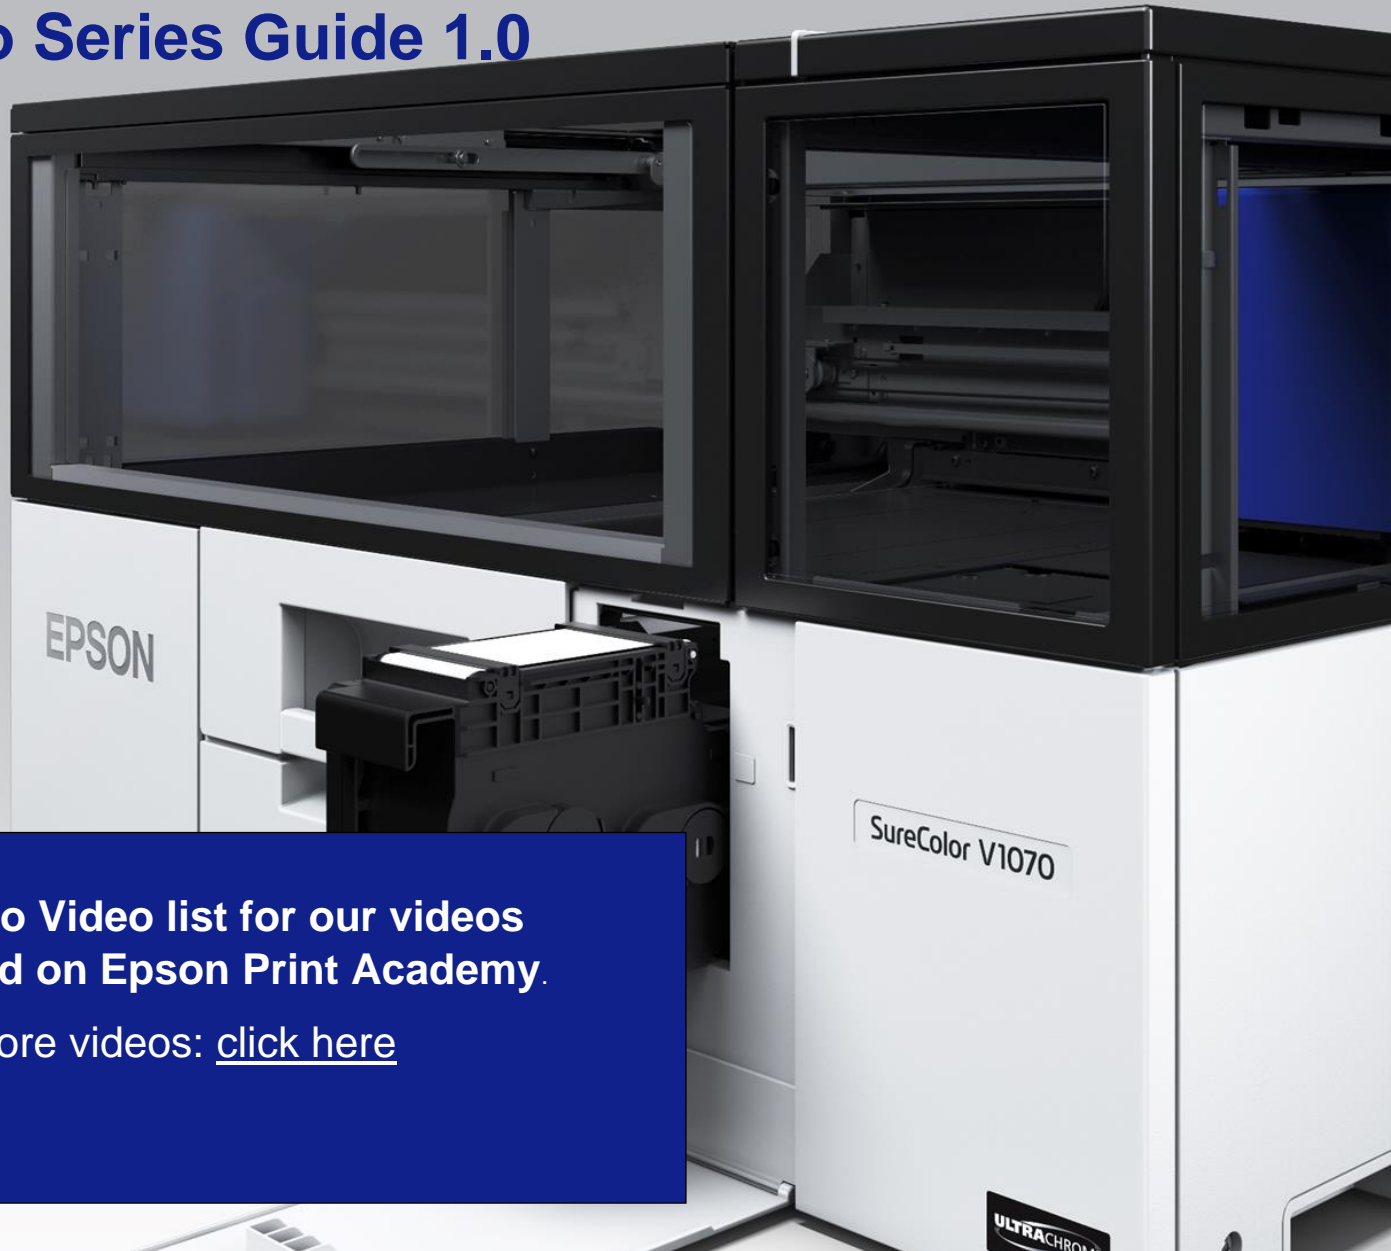 o Series Guide 1.0
EPSON
SureColor V1070
o Video list for our videos
d on Epson Print Academy.
ore videos: click here
ULTRACHROM